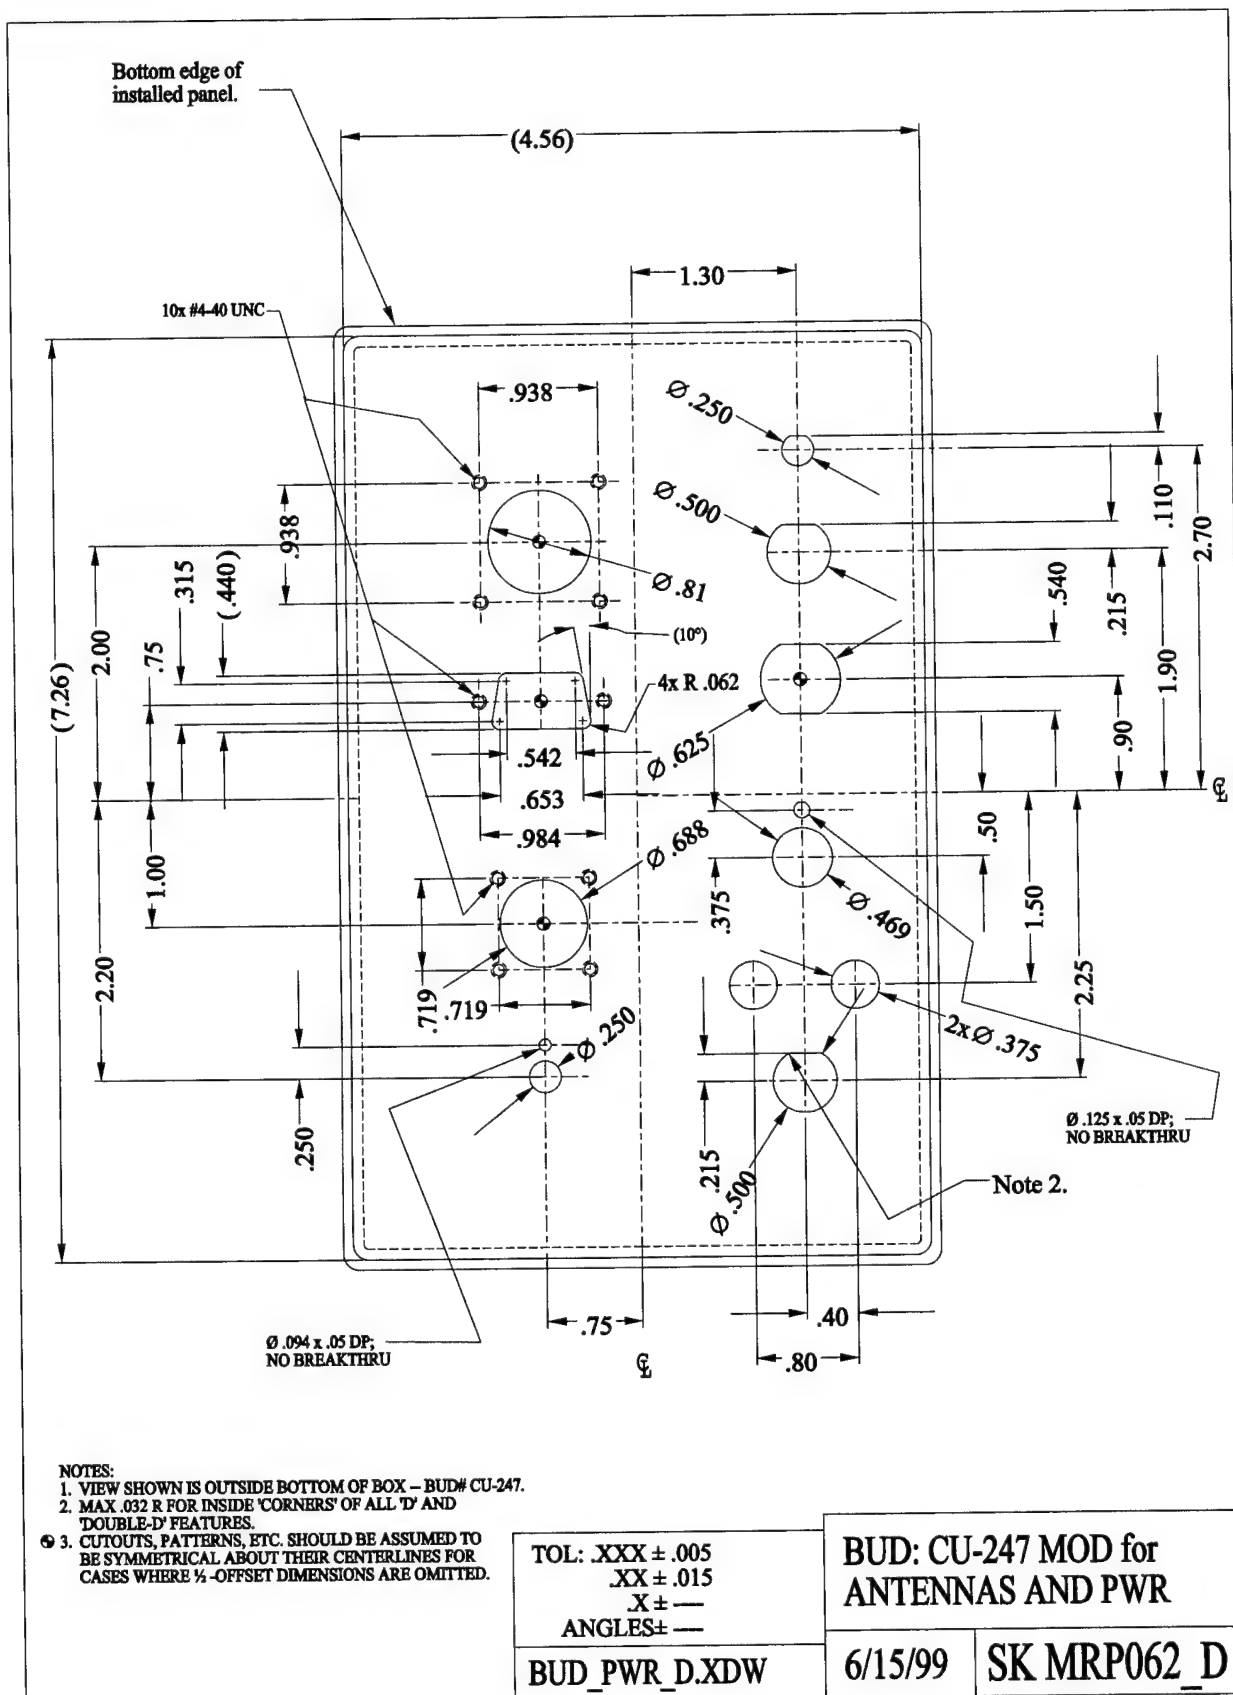 Bottom edge of
installed panel.
(4.56)
1.30
10x #4-40 UNC
.938
Ø .250
Ø .500
.938
.110
2.70
.315
(.440)
Ø .81
.540
.215
2.00
.75
(10°)
1.90
(7.26)
4x R .062
.90
.542
Ø .625
.653
℄
.984
.50
Ø .688
1.00
.375
Ø .469
1.50
2.20
2.25
.719
.719
Ø .250
2x Ø .375
.250
.215
Ø .500
Ø .125 x .05 DP;
NO BREAKTHRU
Note 2.
.75
.40
Ø .094 x .05 DP;
NO BREAKTHRU
℄
.80
NOTES:
1. VIEW SHOWN IS OUTSIDE BOTTOM OF BOX – BUD# CU-247.
2. MAX .032 R FOR INSIDE 'CORNERS' OF ALL 'D' AND
'DOUBLE-D' FEATURES.
3. CUTOUTS, PATTERNS, ETC. SHOULD BE ASSUMED TO
BE SYMMETRICAL ABOUT THEIR CENTERLINES FOR
CASES WHERE ½ -OFFSET DIMENSIONS ARE OMITTED.
TOL: .XXX ± .005
.XX ± .015
.X ± —
ANGLES± —
BUD_PWR_D.XDW
BUD: CU-247 MOD for
ANTENNAS AND PWR
6/15/99
SK MRP062_D